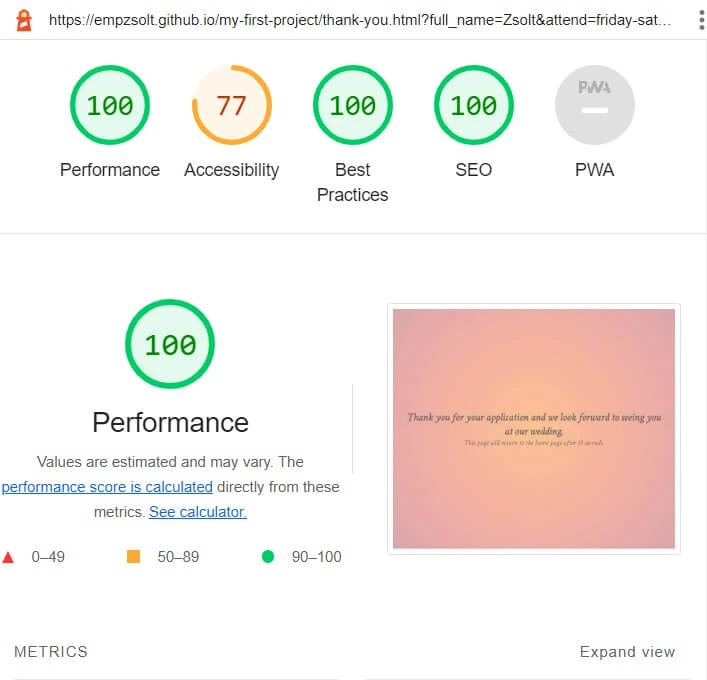 https://empzsolt.github.io/my-first-project/thank-you.html?full_name=Zsolt&attend=friday-sat...
100
77
100
100
PWA
Performance
Accessibility
Best
Practices
SEO
PWA
100
Performance
Values are estimated and may vary. The
performance score is calculated directly from these
metrics. See calculator.
0–49
50–89
90–100
Thank you for your application and we look forward to seeing you
at our wedding.
This page will return to the home page after 10 seconds
METRICS
Expand view